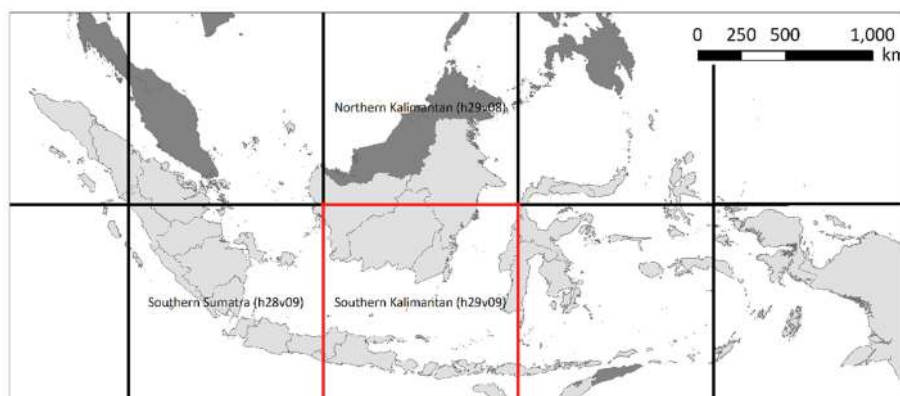 0 250 500 1,000
km
Northern Kalimantan (h29v08)
Southern Sumatra (h28v09)
Southern Kalimantan (h29v09)